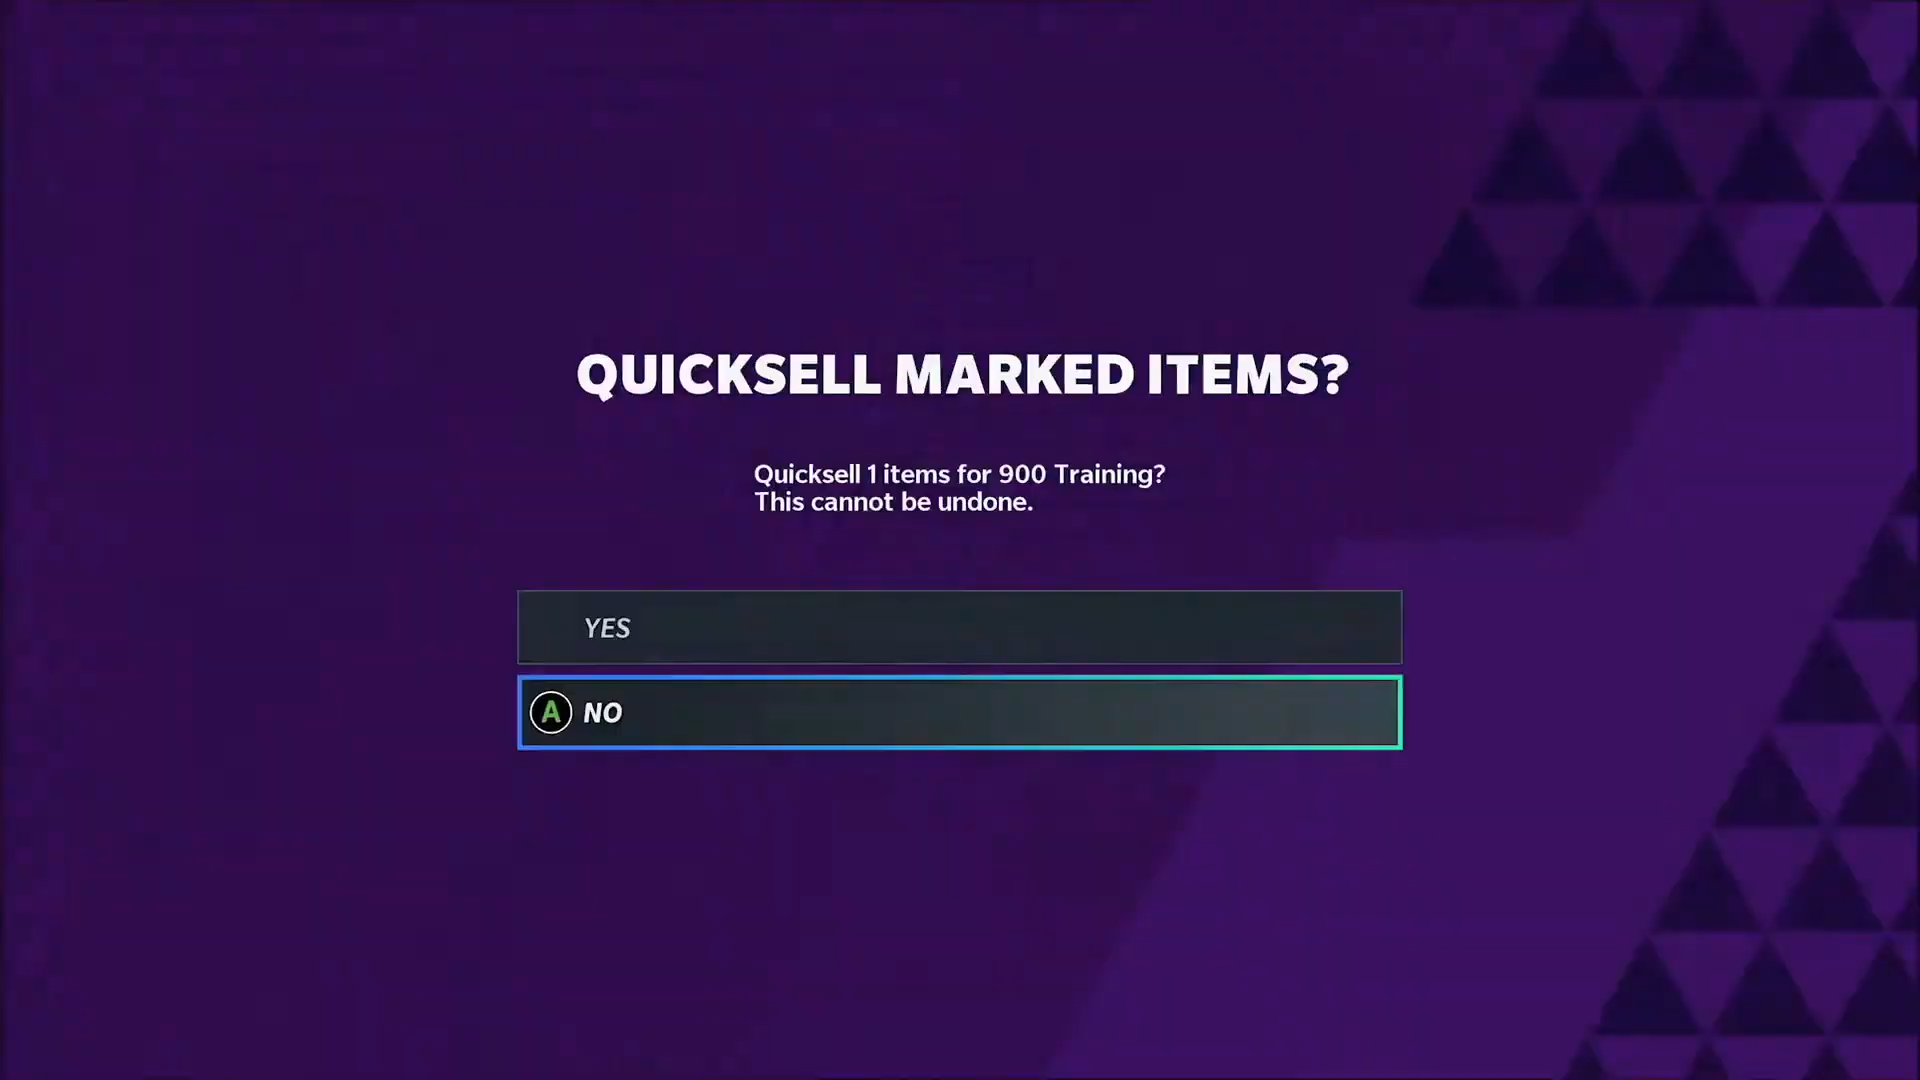 QUICKSELL MARKED ITEMS?
Quicksell 1 items for 900 Training?
This cannot be undone.
YES
A NO